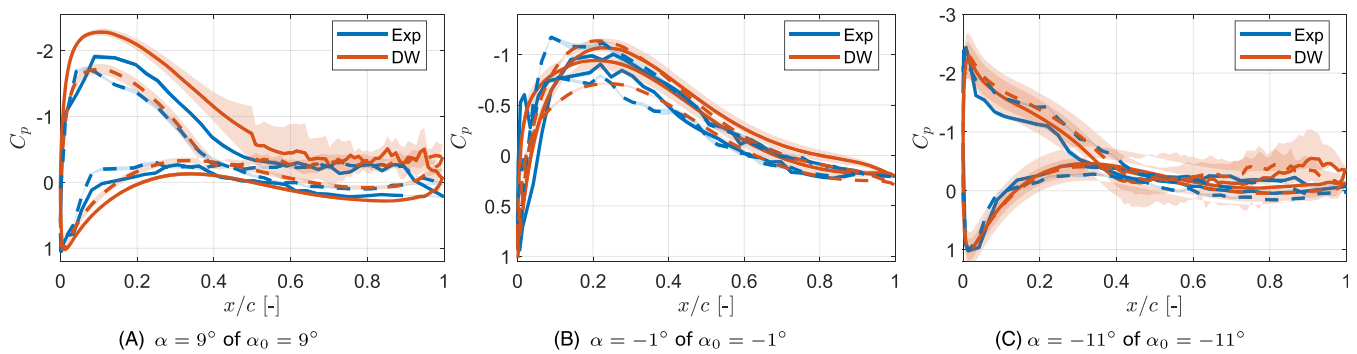 Exp
DW
-2
-1
0
1
C_p
0 0.2 0.4 0.6 0.8 1
x/c [-]
(A) α = 9° of α₀ = 9°
Exp
DW
-1
-0.5
0
0.5
1
C_p
0 0.2 0.4 0.6 0.8 1
x/c [-]
(B) α = −1° of α₀ = −1°
Exp
DW
-3
-2
-1
0
1
C_p
0 0.2 0.4 0.6 0.8 1
x/c [-]
(C) α = −11° of α₀ = −11°